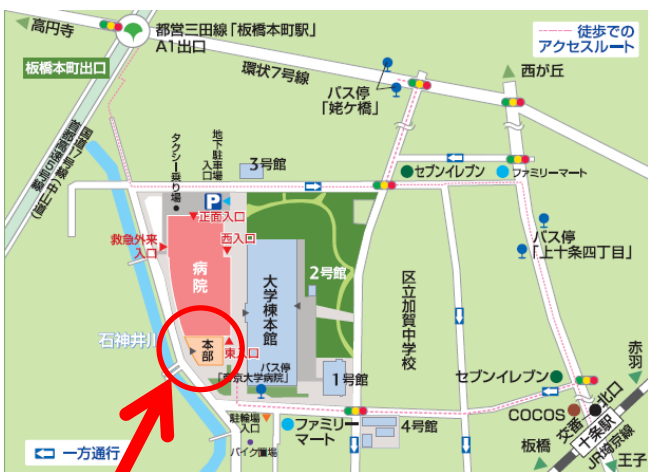 高円寺
都営三田線「板橋本町駅」
A1出口
徒歩での
アクセスルート
板橋本町出口
環状7号線
西が丘
バス停
「姥ケ橋」
国道17号線(中山道)
首都高速5号線
タクシー乗り場
地下駐車場
入口
3号館
セブンイレブン
ファミリーマート
P
正面入口
救急外来
入口
西入口
病院
2号館
大学棟本館
区立加賀中学校
バス停
「上十条四丁目」
石神井川
本部
東入口
バス停
「帝京大学病院」
1号館
セブンイレブン
赤羽
北口
COCOS
交番
十条駅
JR埼京線
駐輪場
入口
ファミリー
マート
4号館
板橋
王子
一方通行
バイク置場